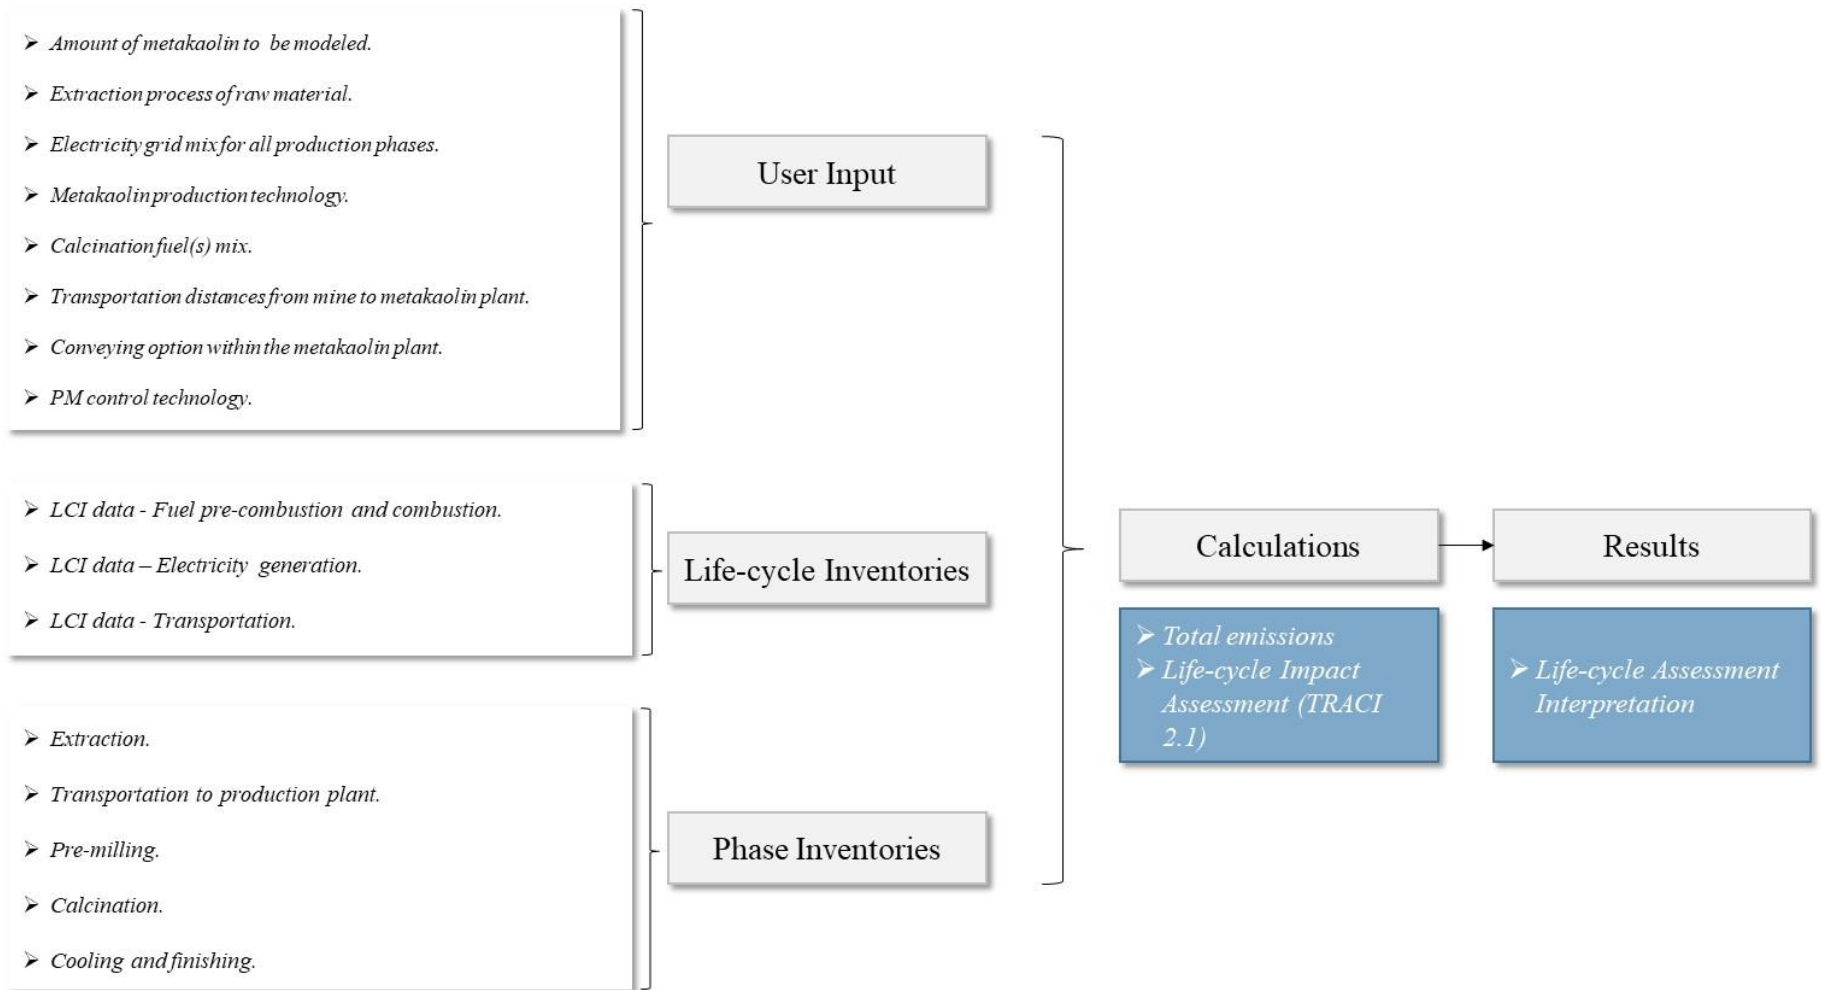 Amount of metakaolin to be modeled.
Extraction process of raw material.
Electricity grid mix for all production phases.
Metakaolin production technology.
Calcination fuel(s) mix.
Transportation distances from mine to metakaolin plant.
Conveying option within the metakaolin plant.
PM control technology.
User Input
LCI data - Fuel pre-combustion and combustion.
LCI data – Electricity generation.
LCI data - Transportation.
Life-cycle Inventories
Extraction.
Transportation to production plant.
Pre-milling.
Calcination.
Cooling and finishing.
Phase Inventories
Calculations
Total emissions
Life-cycle Impact
Assessment (TRACI
2.1)
Results
Life-cycle Assessment
Interpretation